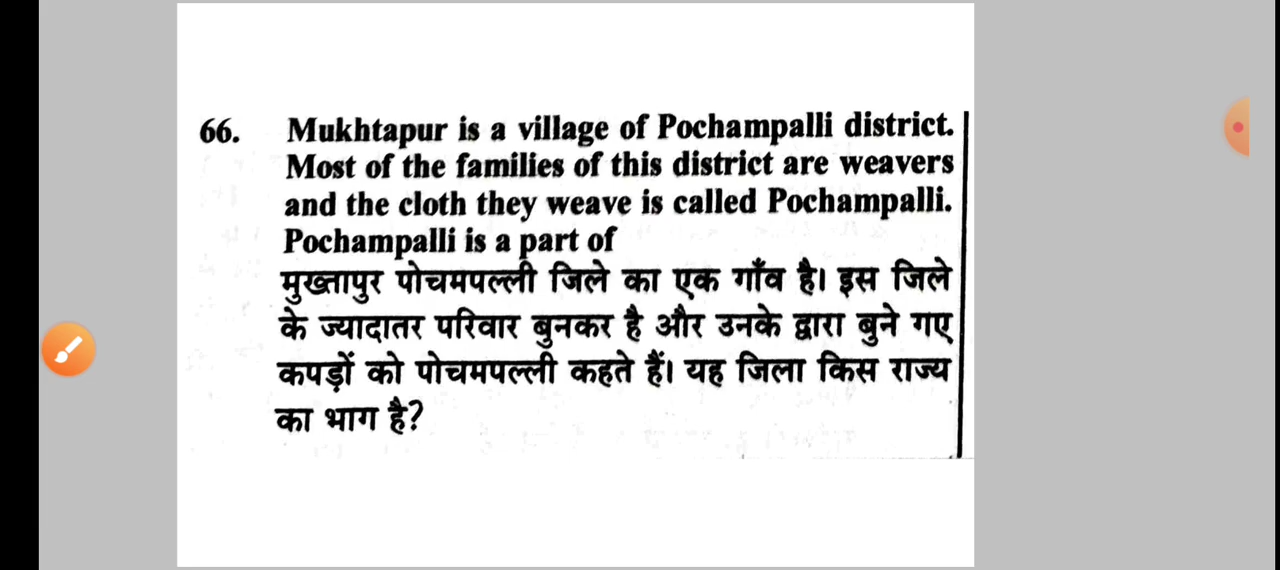 66. Mukhtapur is a village of Pochampalli district.
Most of the families of this district are weavers
and the cloth they weave is called Pochampalli.
Pochampalli is a part of
मुख्तापुर पोचमपल्ली जिले का एक गाँव है। इस जिले
के ज्यादातर परिवार बुनकर है और उनके द्वारा बुने गए
कपड़ों को पोचमपल्ली कहते हैं। यह जिला किस राज्य
का भाग है?